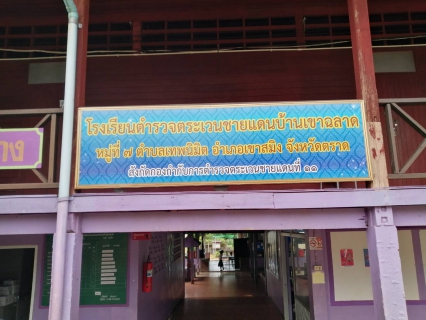 โรงเรียนตำรวจตระเวนชายแดนบ้านเขาฉลาด
หมู่ที่ ๗ ตำบลเทพนิมิต อำเภอเขาสมิง จังหวัดตราด
สังกัดกองกำกับการตำรวจตระเวนชายแดนที่ ๑๑